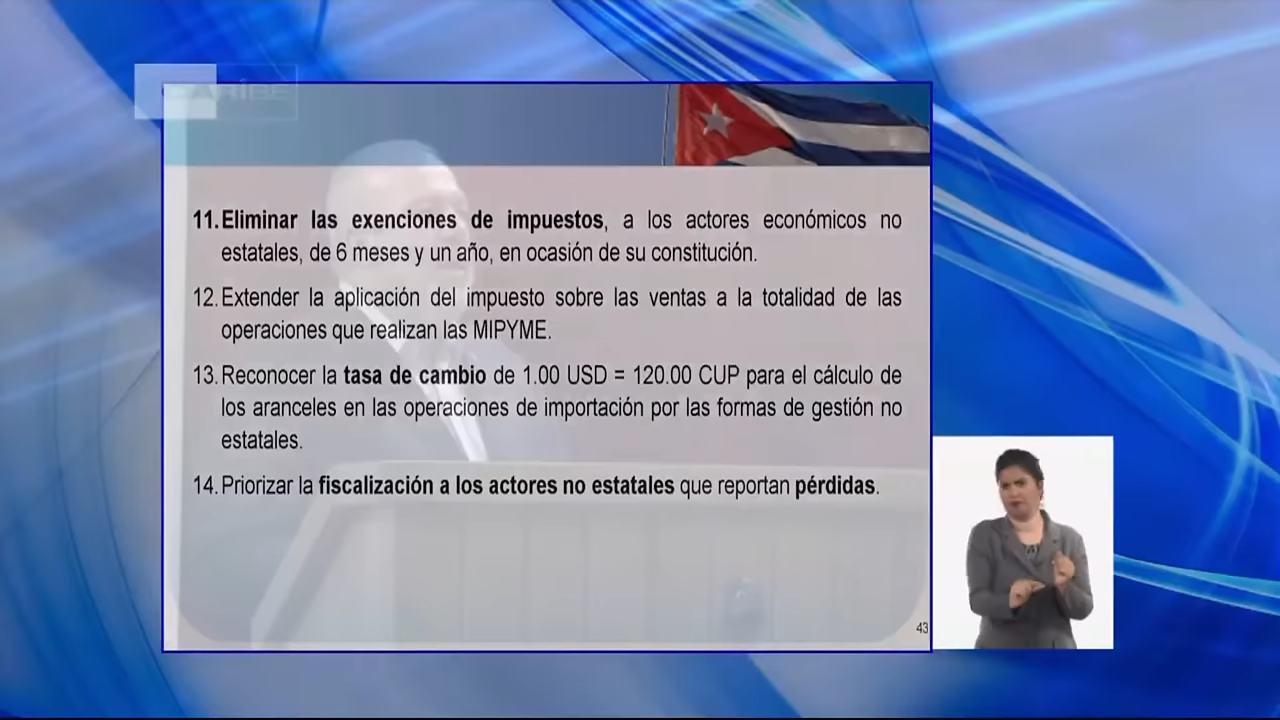 CARIBE
11. Eliminar las exenciones de impuestos, a los actores económicos no
estatales, de 6 meses y un año, en ocasión de su constitución.
12. Extender la aplicación del impuesto sobre las ventas a la totalidad de las
operaciones que realizan las MIPYME.
13. Reconocer la tasa de cambio de 1.00 USD = 120.00 CUP para el cálculo de
los aranceles en las operaciones de importación por las formas de gestión no
estatales.
14. Priorizar la fiscalización a los actores no estatales que reportan pérdidas.
43